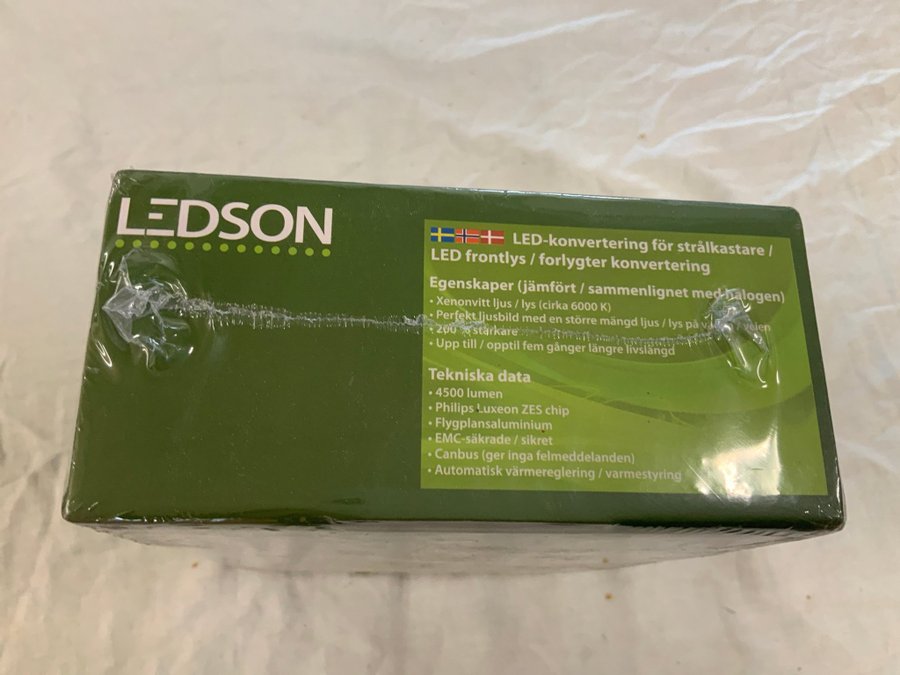 LEDSON
LED-konvertering för strålkastare /
LED frontlys / forlygter konvertering
Egenskaper (jämfört / sammenlignet med halogen)
• Xenonvitt ljus / lys (cirka 6000 K)
• Perfekt ljusbild med en större mängd ljus / lys på veien
• 200 % starkare
• Upp till / opptil fem gånger längre livslängd
Tekniska data
• 4500 lumen
• Philips Luxeon ZES chip
• Flygplansaluminium
• EMC-säkrade / sikret
• Canbus (ger inga felmeddelanden)
• Automatisk värmereglering / varmestyring